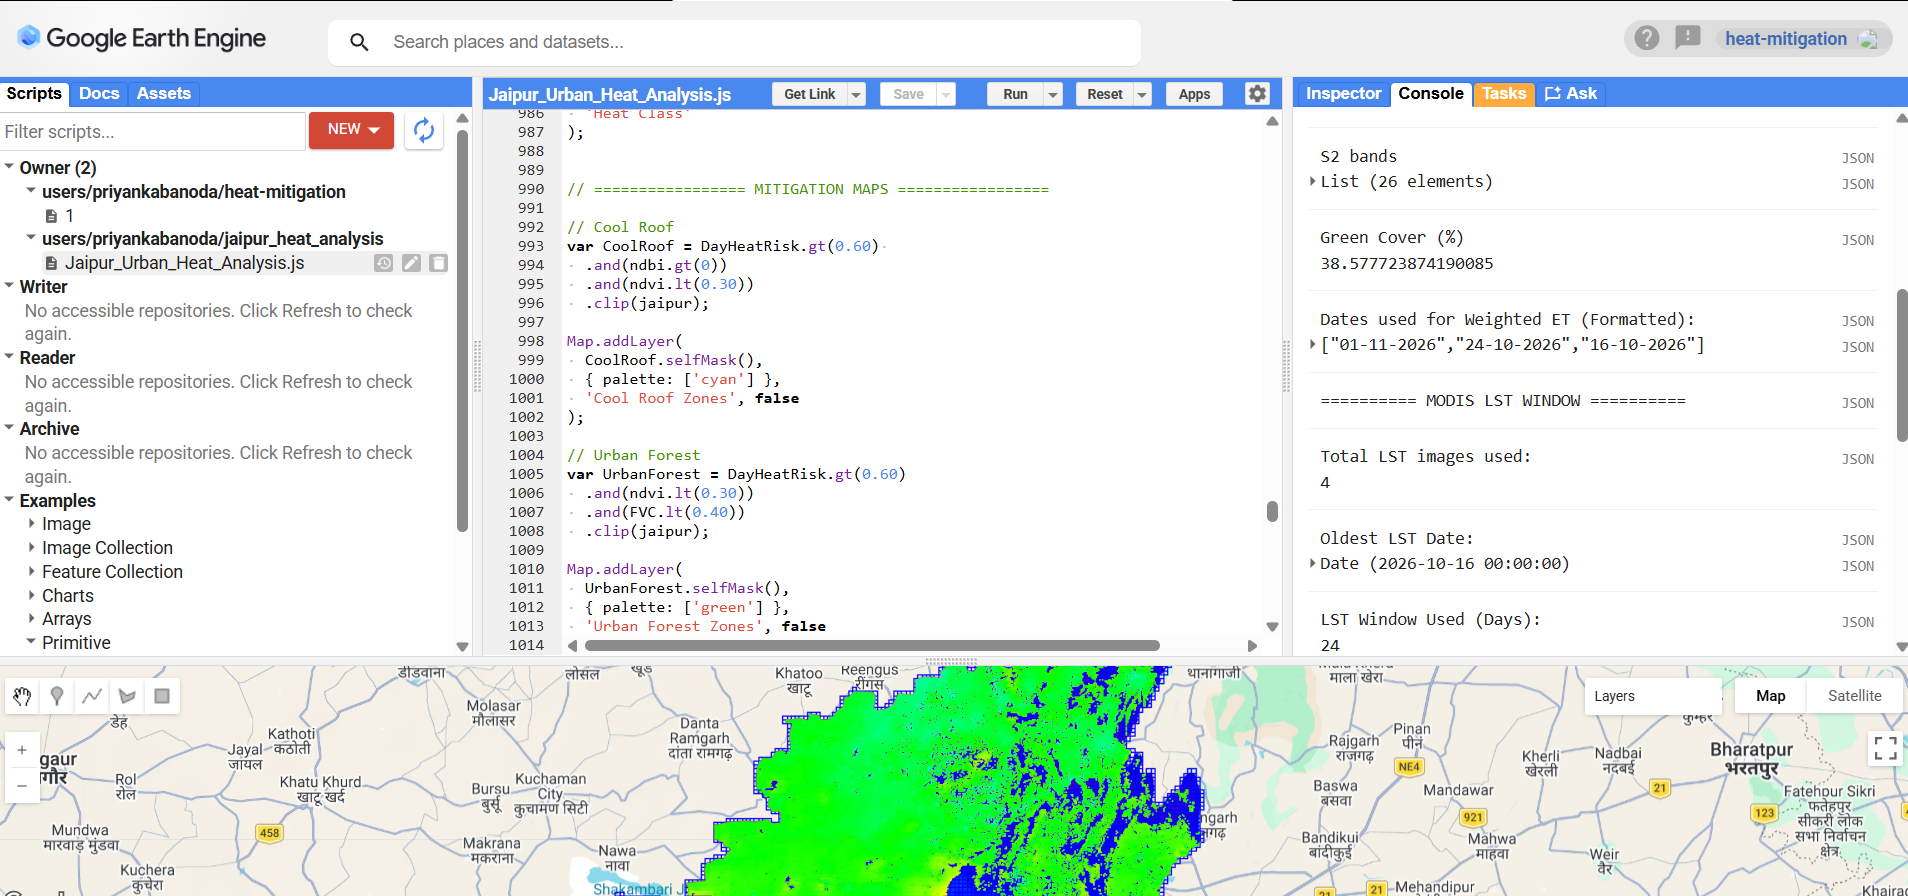 Google Earth Engine
Search places and datasets...
heat-mitigation
Scripts
Docs
Assets
Filter scripts...
NEW
Owner (2)
users/priyankabanoda/heat-mitigation
1
users/priyankabanoda/jaipur_heat_analysis
Jaipur_Urban_Heat_Analysis.js
Writer
No accessible repositories. Click Refresh to check
again.
Reader
No accessible repositories. Click Refresh to check
again.
Archive
No accessible repositories. Click Refresh to check
again.
Examples
Image
Image Collection
Feature Collection
Charts
Arrays
Primitive
Jaipur_Urban_Heat_Analysis.js
Get Link
Save
Run
Reset
Apps
986 'Heat Class'
987 );
988
989
990 // ================= MITIGATION MAPS =================
991
992 // Cool Roof
993 var CoolRoof = DayHeatRisk.gt(0.60)
994 .and(ndbi.gt(0))
995 .and(ndvi.lt(0.30))
996 .clip(jaipur);
997
998 Map.addLayer(
999 CoolRoof.selfMask(),
1000 { palette: ['cyan'] },
1001 'Cool Roof Zones', false
1002 );
1003
1004 // Urban Forest
1005 var UrbanForest = DayHeatRisk.gt(0.60)
1006 .and(ndvi.lt(0.30))
1007 .and(FVC.lt(0.40))
1008 .clip(jaipur);
1009
1010 Map.addLayer(
1011 UrbanForest.selfMask(),
1012 { palette: ['green'] },
1013 'Urban Forest Zones', false
1014
Inspector
Console
Tasks
Ask
S2 bands JSON
List (26 elements) JSON
Green Cover (%) JSON
38.577723874190085
Dates used for Weighted ET (Formatted): JSON
["01-11-2026","24-10-2026","16-10-2026"] JSON
========== MODIS LST WINDOW ========== JSON
Total LST images used: JSON
4
Oldest LST Date: JSON
Date (2026-10-16 00:00:00) JSON
LST Window Used (Days): JSON
24
Layers
Map
Satellite
डीडवाना
लोसल
खूड
Khatoo
खाटू
Reengus
रींगस
थानागाजी
माला खेरा
डेह
Molasar
मौलासर
Danta
Ramgarh
दांता रामगढ़
Kathoti
कठोती
Jayal
जायल
gaur
गौर
Rol
रोल
Khatu Khurd
खाटू खर्द
Kuchaman
City
कुचामण सिटी
Bursu
बुर्सू
458
Mundwa
मारवाड़ मुंडवा
Makrana
मकराना
Nawa
नावा
Kuchera
कुचेरा
Shakambari J
Rajgarh
राजगढ़
Pinan
पिनं
NE4
Kherli
खेरली
Nadbai
नदबई
कुम्हेर
Bharatpur
भरतपुर
Baswa
बसवा
Mandawar
21
123
Fatehpur Sikri
फतेहपुर
सीकरी लोक
सभा निर्वाचन
क्षेत्र
921
ngarh
गढ़
Bandikui
बांदीकुई
Mahwa
माहवा
Weir
वैर
21
21
Mehandipur
Khairag